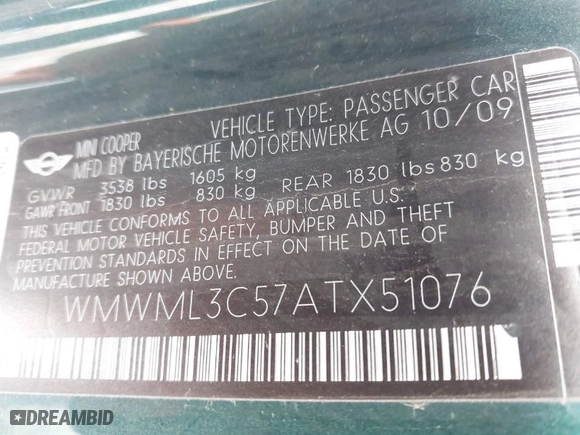 MINI COOPER
VEHICLE TYPE: PASSENGER CAR
MFD BY BAYERISCHE MOTORENWERKE AG 10/09
GVWR 3538 lbs 1605 kg
GAWR FRONT 1830 lbs 830 kg REAR 1830 lbs 830 kg
THIS VEHICLE CONFORMS TO ALL APPLICABLE U.S.
FEDERAL MOTOR VEHICLE SAFETY, BUMPER AND THEFT
PREVENTION STANDARDS IN EFFECT ON THE DATE OF
MANUFACTURE SHOWN ABOVE.
WMWML3C57ATX51076
DREAMBID